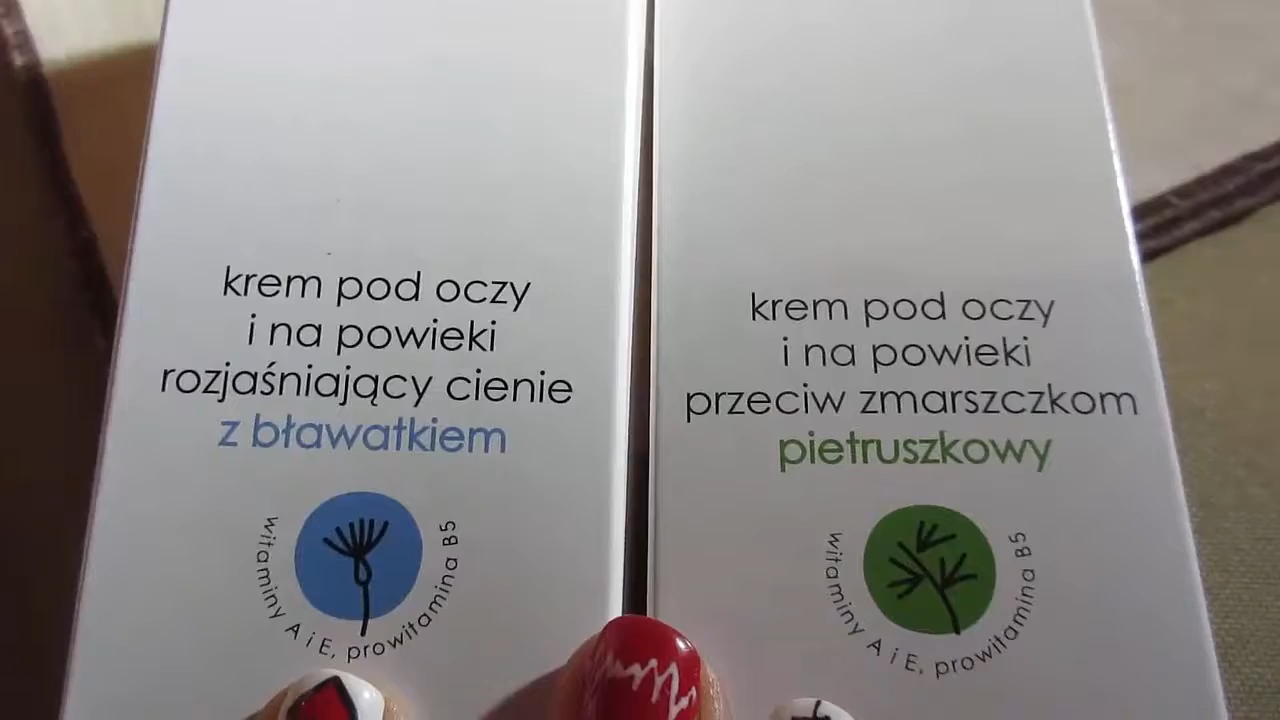 krem pod oczy
i na powieki
rozjaśniający cienie
z bławatkiem
witaminy A i E, prowitamina B5
krem pod oczy
i na powieki
przeciw zmarszczkom
pietruszkowy
witaminy A i E, prowitamina B5